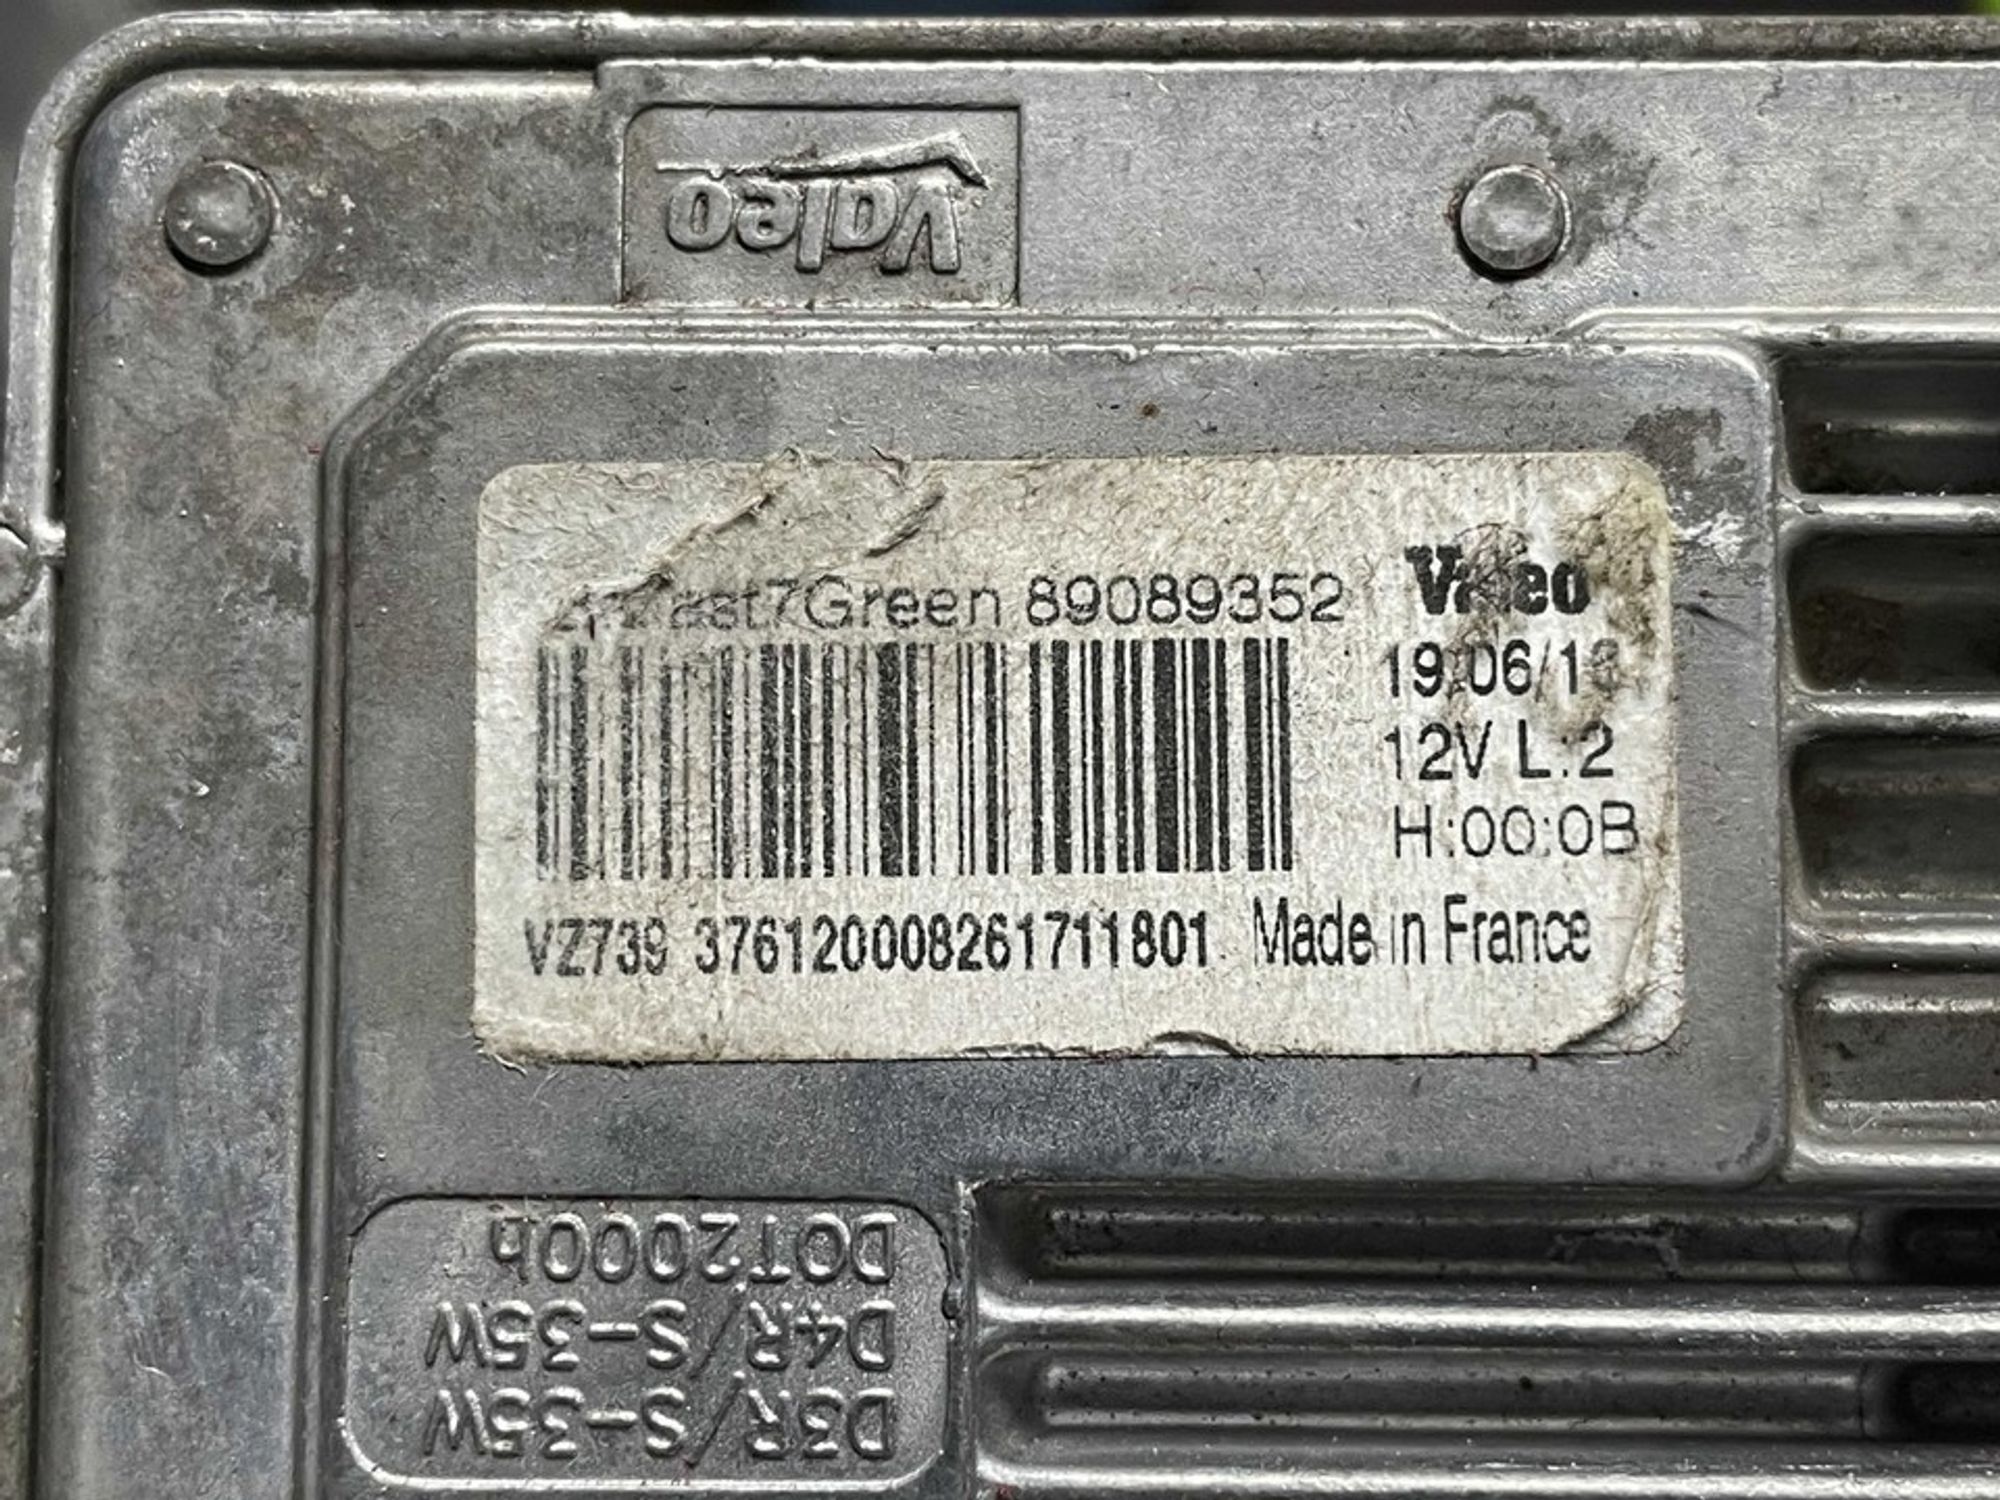 Valeo
7Green 89089352
Valeo
19/06/1
12V L:2
H:00:0B
VZ739 376120008261711801 Made in France
D3R/S-35W
D4R/S-35W
DOT2000h